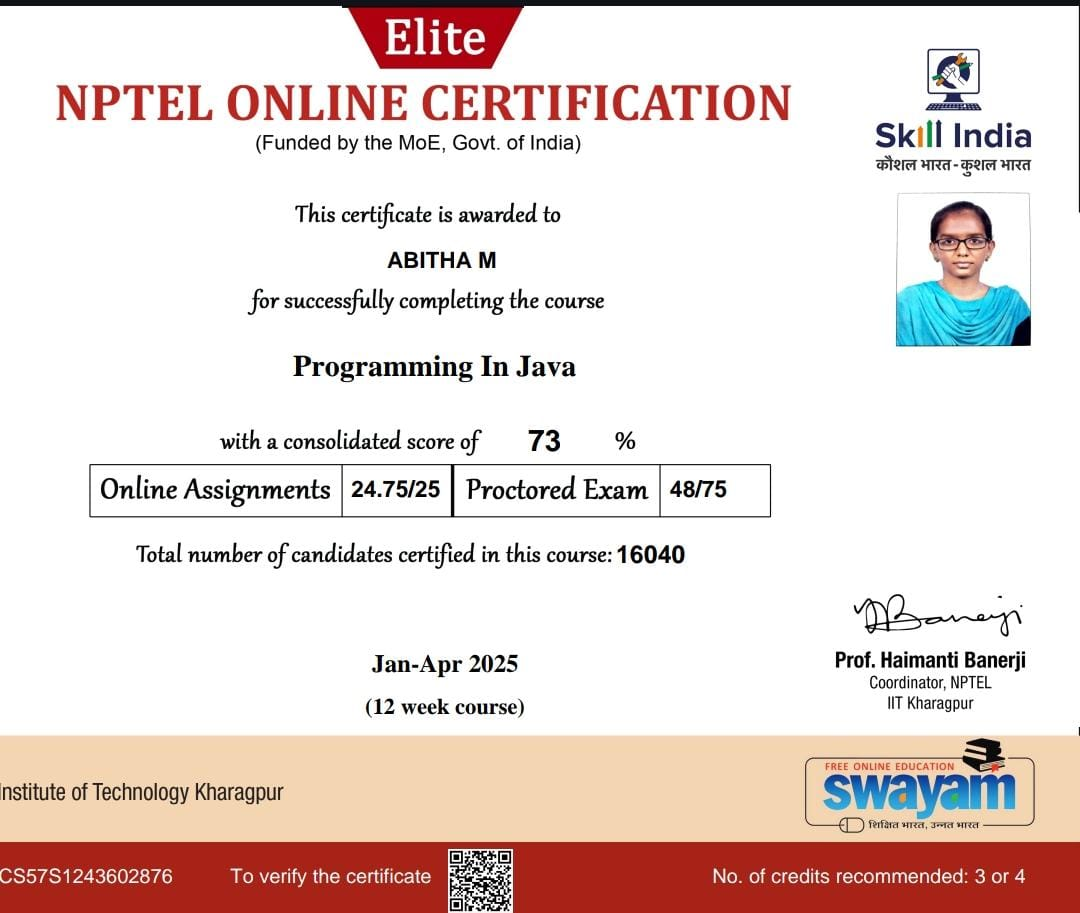 Elite
NPTEL ONLINE CERTIFICATION
(Funded by the MoE, Govt. of India)
Skill India
कौशल भारत - कुशल भारत
This certificate is awarded to
ABITHA M
for successfully completing the course
Programming In Java
with a consolidated score of 73 %
Online Assignments 24.75/25 Proctored Exam 48/75
Total number of candidates certified in this course: 16040
NBanerji
Jan-Apr 2025
(12 week course)
Prof. Haimanti Banerji
Coordinator, NPTEL
IIT Kharagpur
Institute of Technology Kharagpur
FREE ONLINE EDUCATION
swayam
शिक्षित भारत, उन्नत भारत
CS57S1243602876 To verify the certificate No. of credits recommended: 3 or 4